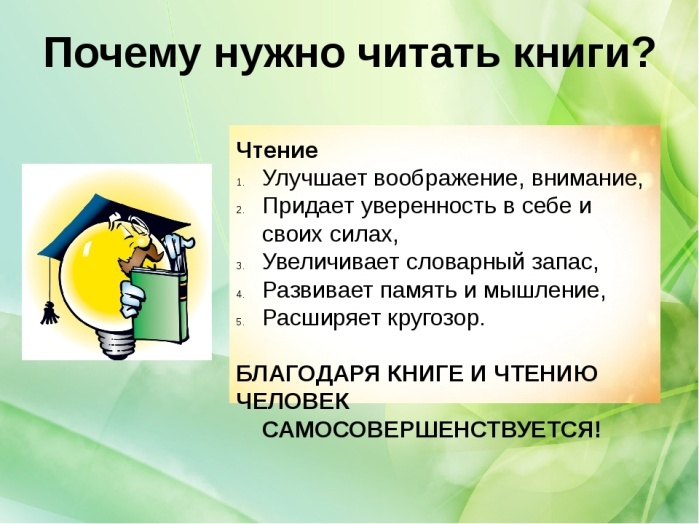 Почему нужно читать книги?
Чтение
1. Улучшает воображение, внимание,
2. Придает уверенность в себе и
своих силах,
3. Увеличивает словарный запас,
4. Развивает память и мышление,
5. Расширяет кругозор.
БЛАГОДАРЯ КНИГЕ И ЧТЕНИЮ
ЧЕЛОВЕК
САМОСОВЕРШЕНСТВУЕТСЯ!